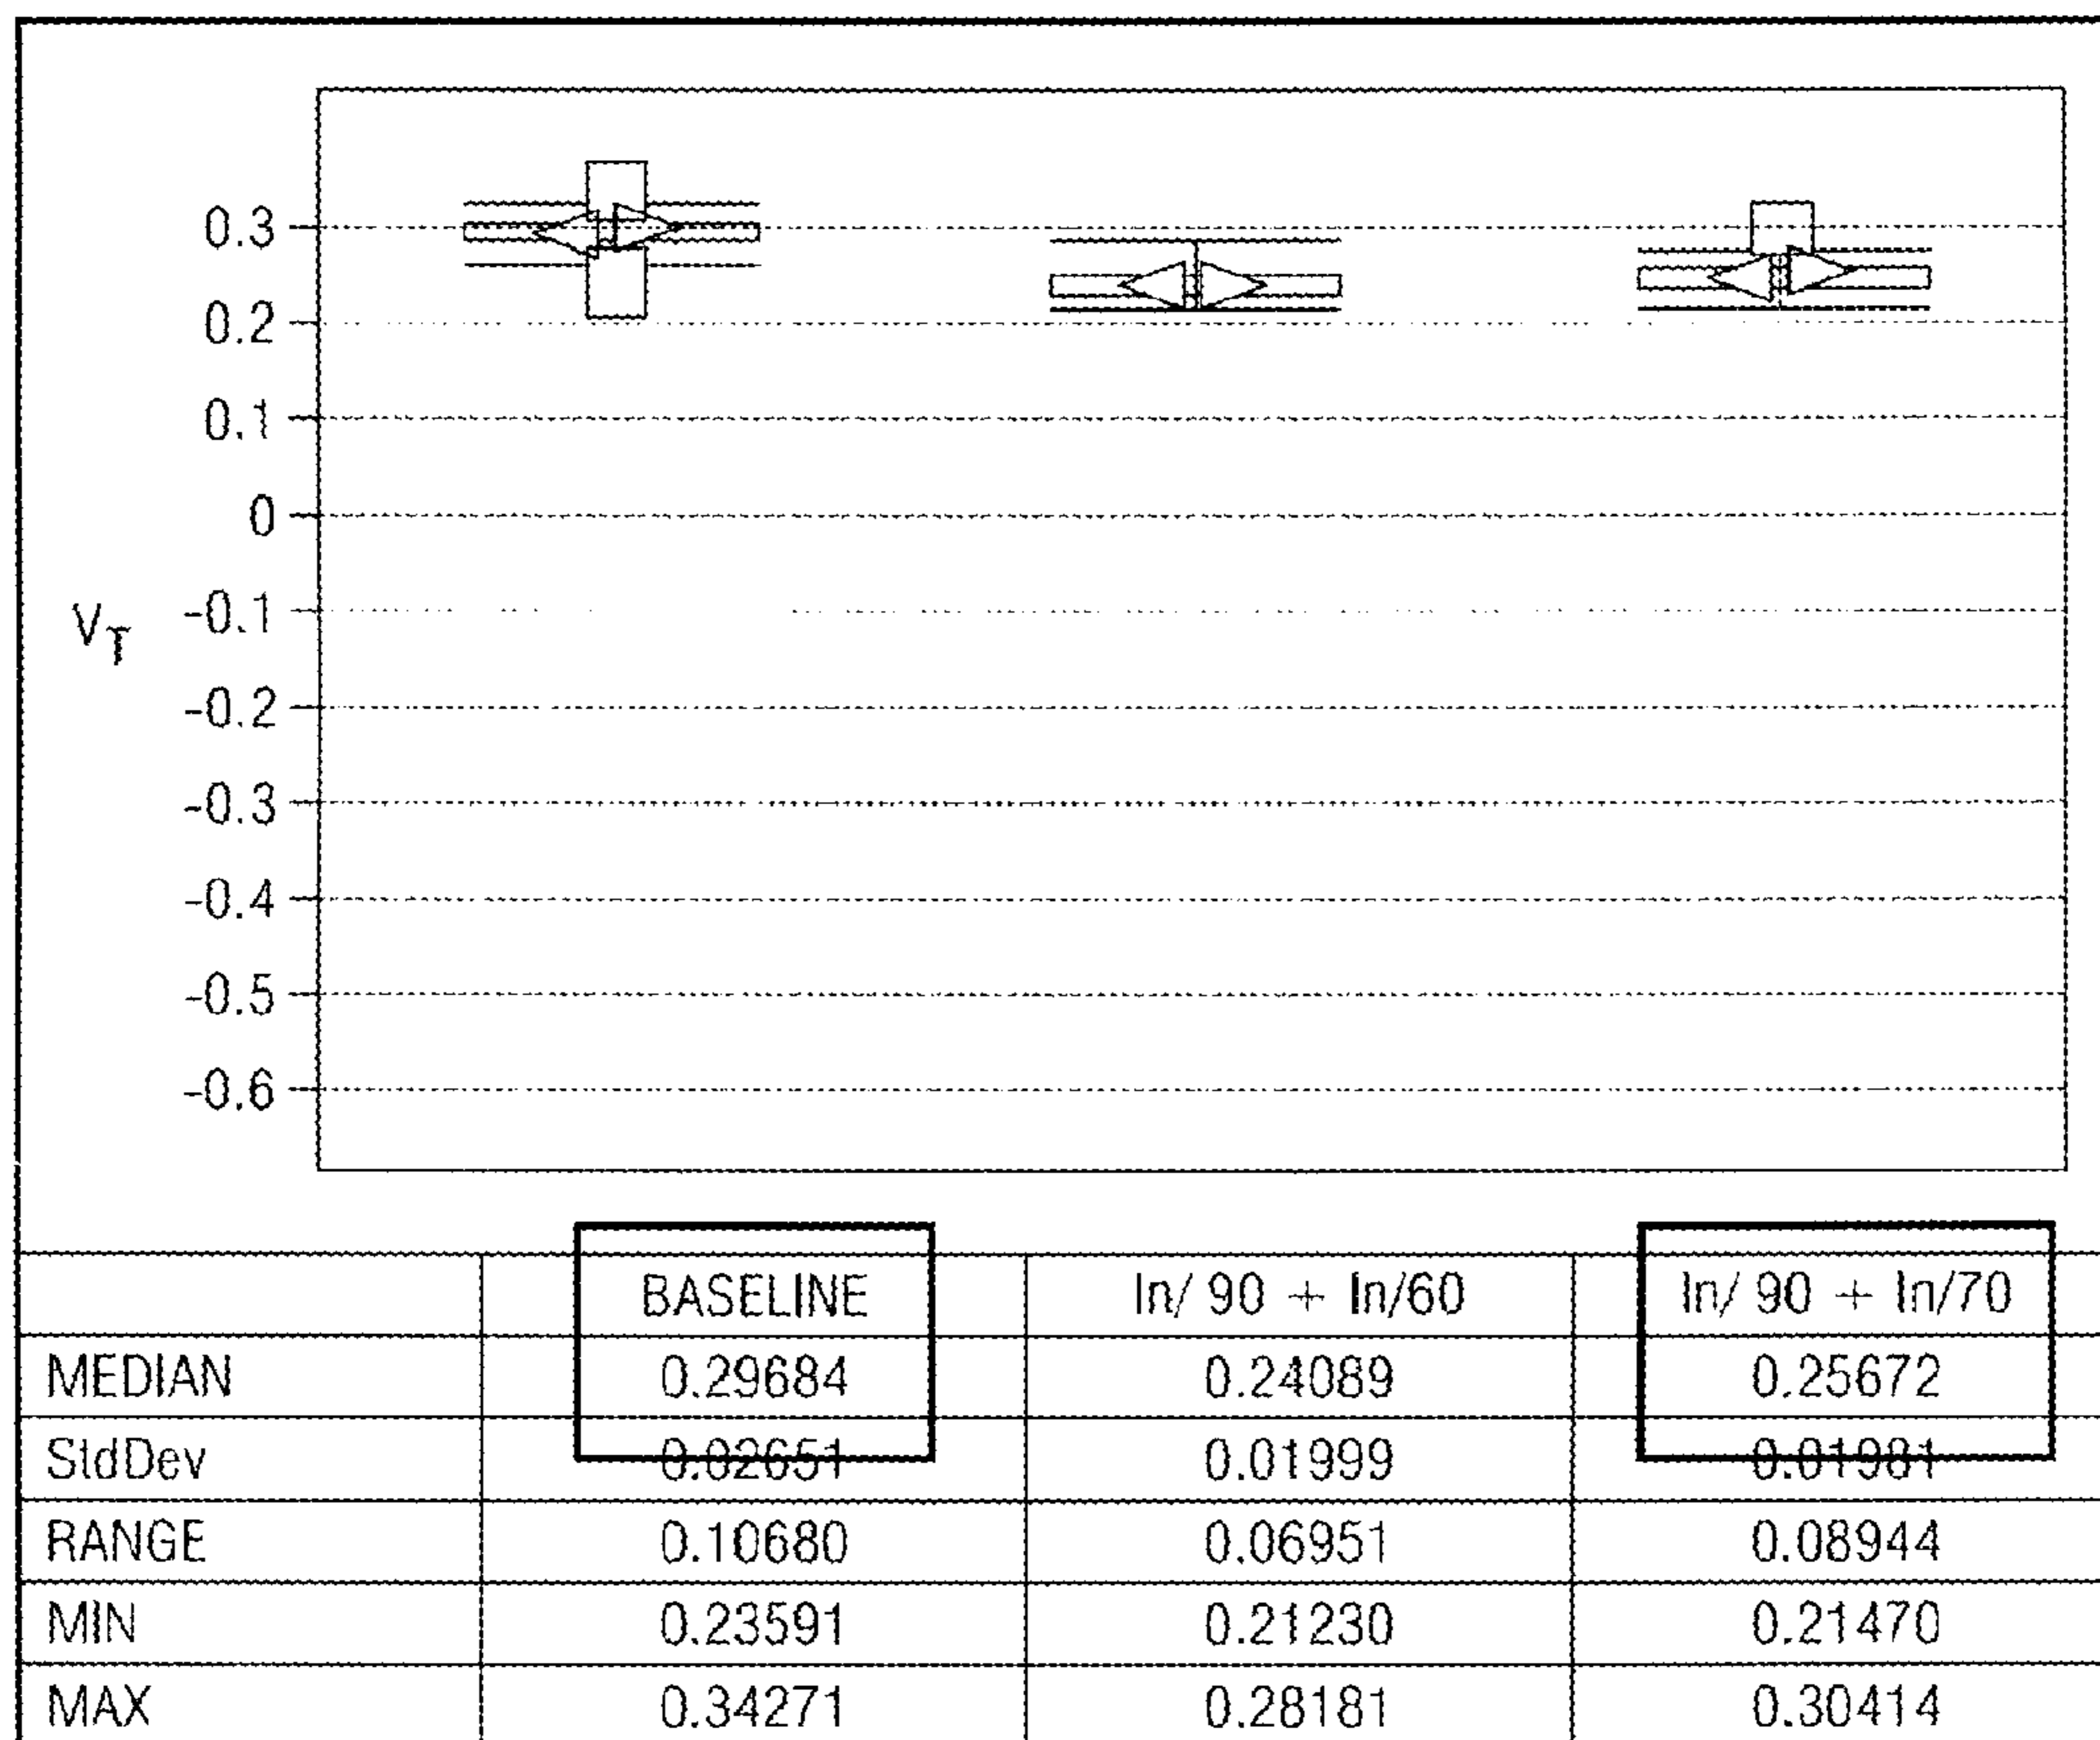 0.3
0.2
0.1
0
-0.1
VT
-0.2
-0.3
-0.4
-0.5
-0.6
BASELINE In/ 90 + In/60 In/ 90 + In/70
MEDIAN 0.29684 0.24089 0.25672
StdDev 0.02651 0.01999 0.01981
RANGE 0.10680 0.06951 0.08944
MIN 0.23591 0.21230 0.21470
MAX 0.34271 0.28181 0.30414